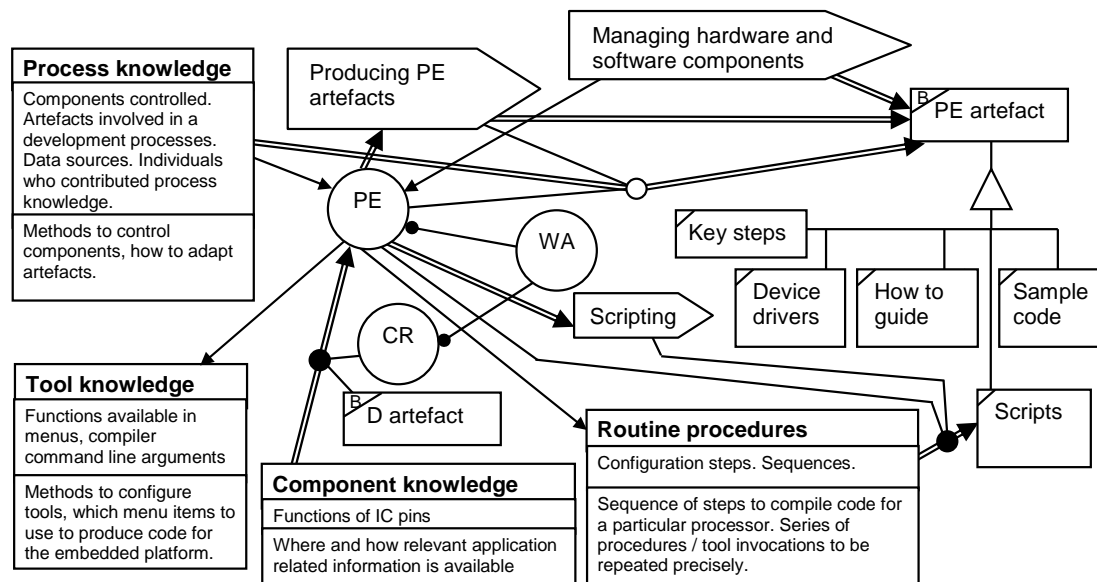 Process knowledge
Components controlled.
Artefacts involved in a
development processes.
Data sources. Individuals
who contributed process
knowledge.
Methods to control
components, how to adapt
artefacts.
Producing PE
artefacts
Managing hardware and
software components
B
PE artefact
PE
WA
CR
Key steps
Device
drivers
How to
guide
Sample
code
Scripting
Scripts
B
D artefact
Tool knowledge
Functions available in
menus, compiler
command line arguments
Methods to configure
tools, which menu items to
use to produce code for
the embedded platform.
Component knowledge
Functions of IC pins
Where and how relevant application
related information is available
Routine procedures
Configuration steps. Sequences.
Sequence of steps to compile code for
a particular processor. Series of
procedures / tool invocations to be
repeated precisely.